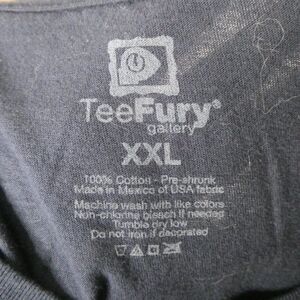 TeeFury®
gallery
XXL
100% Cotton - Pre-shrunk
Made in Mexico of USA fabric
Machine wash with like colors
Non-chlorine bleach if needed
Tumble dry low
Do not iron if decorated